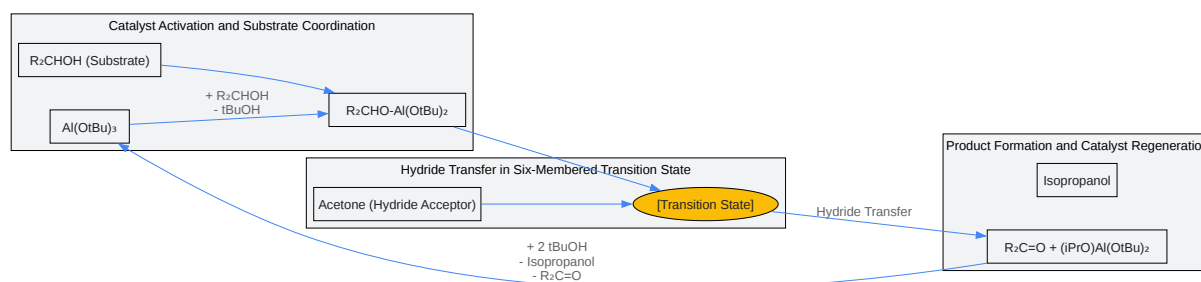 Catalyst Activation and Substrate Coordination
R₂CHOH (Substrate)
+ R₂CHOH
- tBuOH
Al(OtBu)₃
R₂CHO-Al(OtBu)₂
Hydride Transfer in Six-Membered Transition State
Acetone (Hydride Acceptor)
[Transition State]
Hydride Transfer
Product Formation and Catalyst Regeneration
Isopropanol
R₂C=O + (iPrO)Al(OtBu)₂
+ 2 tBuOH
- Isopropanol
- R₂C=O